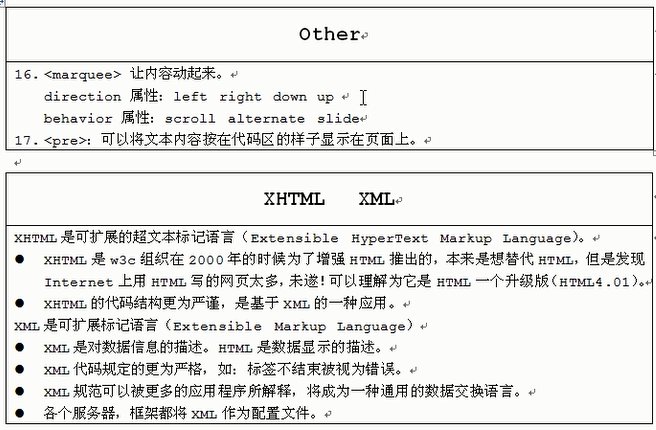 Other
16. <marquee> 让内容动起来。
direction 属性: left right down up
behavior 属性: scroll alternate slide
17. <pre>: 可以将文本内容按在代码区的样子显示在页面上。
XHTML XML
XHTML 是可扩展的超文本标记语言（Extensible HyperText Markup Language）。
● XHTML 是 w3c 组织在 2000 年的时候为了增强 HTML 推出的，本来是想替代 HTML，但是发现
Internet 上用 HTML 写的网页太多，未遂！可以理解为它是 HTML 一个升级版（HTML4.01）。
● XHTML 的代码结构更为严谨，是基于 XML 的一种应用。
XML 是可扩展标记语言（Extensible Markup Language）
● XML 是对数据信息的描述。HTML 是数据显示的描述。
● XML 代码规定的更为严格，如：标签不结束被视为错误。
● XML 规范可以被更多的应用程序所解释，将成为一种通用的数据交换语言。
● 各个服务器，框架都将 XML 作为配置文件。